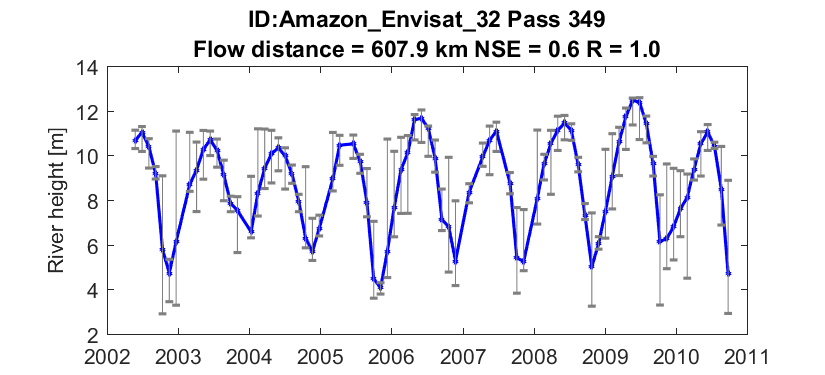 ID:Amazon_Envisat_32 Pass 349
Flow distance = 607.9 km NSE = 0.6 R = 1.0
River height [m]
14
12
10
8
6
4
2
2002 2003 2004 2005 2006 2007 2008 2009 2010 2011